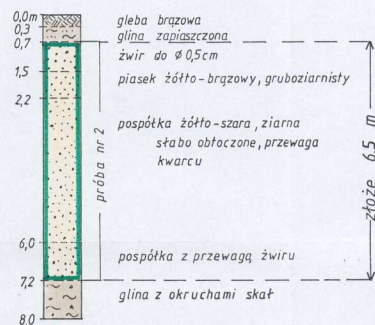 0,0m
gleba brązowa
0,3
glina zapiaszczona
0,7
żwir do Ø 0,5cm
1,5
piasek żółto-brązowy, gruboziarnisty
2,2
pospółka żółto-szara, ziarna
słabo obtoczone, przewaga
kwarcu
próba nr 2
złoże 6,5 m
6,0
pospółka z przewagą żwiru
7,2
glina z okruchami skał
8,0